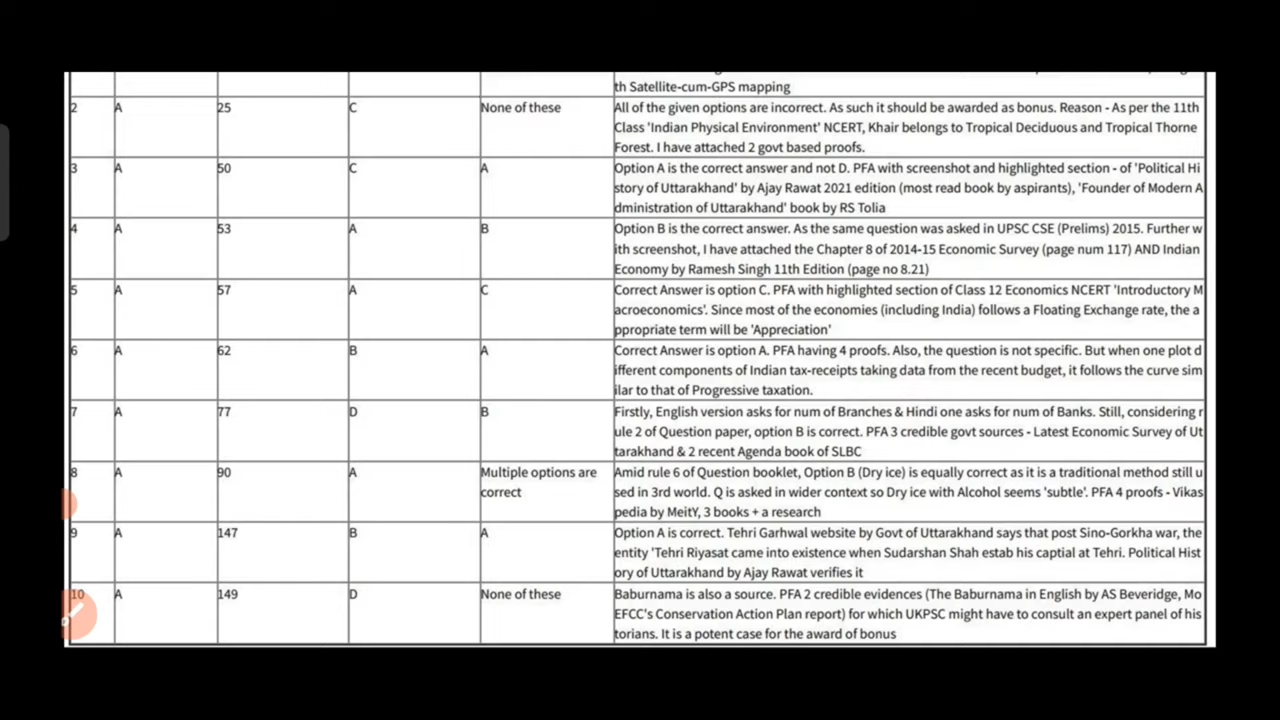 th Satellite-cum-GPS mapping
2 A 25 C None of these All of the given options are incorrect. As such it should be awarded as bonus. Reason - As per the 11th
Class 'Indian Physical Environment' NCERT, Khair belongs to Tropical Deciduous and Tropical Thorne
Forest. I have attached 2 govt based proofs.
3 A 50 C A Option A is the correct answer and not D. PFA with screenshot and highlighted section - of 'Political Hi
story of Uttarakhand' by Ajay Rawat 2021 edition (most read book by aspirants), 'Founder of Modern A
dministration of Uttarakhand' book by RS Tolia
4 A 53 A B Option B is the correct answer. As the same question was asked in UPSC CSE (Prelims) 2015. Further w
ith screenshot, I have attached the Chapter 8 of 2014-15 Economic Survey (page num 117) AND Indian
Economy by Ramesh Singh 11th Edition (page no 8.21)
5 A 57 A C Correct Answer is option C. PFA with highlighted section of Class 12 Economics NCERT 'Introductory M
acroeconomics'. Since most of the economies (including India) follows a Floating Exchange rate, the a
ppropriate term will be 'Appreciation'
6 A 62 B A Correct Answer is option A. PFA having 4 proofs. Also, the question is not specific. But when one plot d
ifferent components of Indian tax-receipts taking data from the recent budget, it follows the curve sim
ilar to that of Progressive taxation.
7 A 77 D B Firstly, English version asks for num of Branches & Hindi one asks for num of Banks. Still, considering r
ule 2 of Question paper, option B is correct. PFA 3 credible govt sources - Latest Economic Survey of Ut
tarakhand & 2 recent Agenda book of SLBC
8 A 90 A Multiple options are Amid rule 6 of Question booklet, Option B (Dry ice) is equally correct as it is a traditional method still u
correct sed in 3rd world. Q is asked in wider context so Dry ice with Alcohol seems 'subtle'. PFA 4 proofs - Vikas
pedia by MeitY, 3 books + a research
9 A 147 B A Option A is correct. Tehri Garhwal website by Govt of Uttarakhand says that post Sino-Gorkha war, the
entity 'Tehri Riyasat came into existence when Sudarshan Shah estab his captial at Tehri. Political Hist
ory of Uttarakhand by Ajay Rawat verifies it
10 A 149 D None of these Baburnama is also a source. PFA 2 credible evidences (The Baburnama in English by AS Beveridge, Mo
EFCC's Conservation Action Plan report) for which UKPSC might have to consult an expert panel of his
torians. It is a potent case for the award of bonus